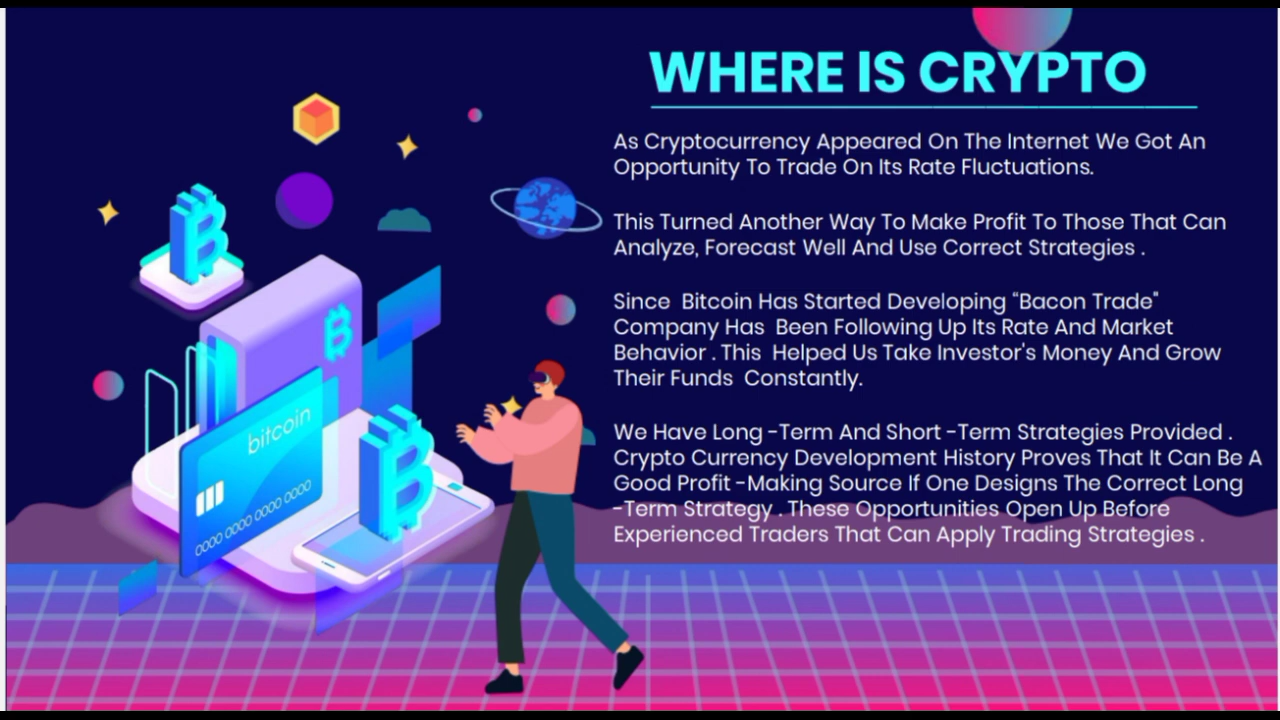 WHERE IS CRYPTO
As Cryptocurrency Appeared On The Internet We Got An
Opportunity To Trade On Its Rate Fluctuations.
This Turned Another Way To Make Profit To Those That Can
Analyze, Forecast Well And Use Correct Strategies .
Since  Bitcoin Has Started Developing “Bacon Trade”
Company Has  Been Following Up Its Rate And Market
Behavior . This  Helped Us Take Investor's Money And Grow
Their Funds  Constantly.
We Have Long -Term And Short -Term Strategies Provided .
Crypto Currency Development History Proves That It Can Be A
Good Profit -Making Source If One Designs The Correct Long
-Term Strategy . These Opportunities Open Up Before
Experienced Traders That Can Apply Trading Strategies .
bitcoin
0000 0000 0000 0000